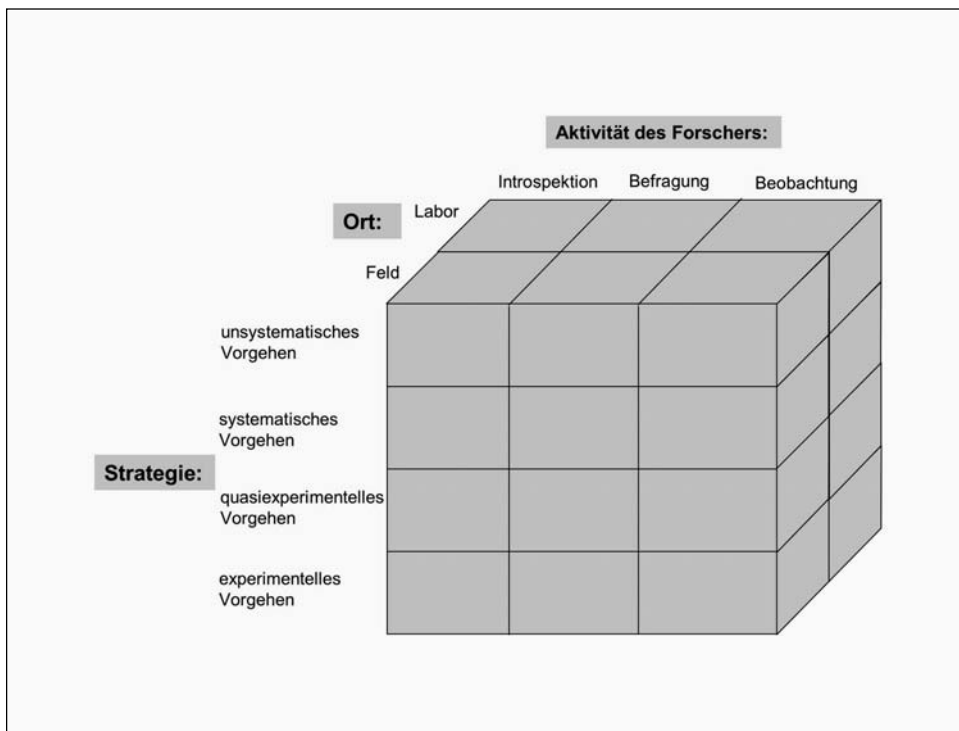 Aktivität des Forschers:
Introspektion
Befragung
Beobachtung
Ort:
Labor
Feld
unsystematisches
Vorgehen
systematisches
Vorgehen
Strategie:
quasiexperimentelles
Vorgehen
experimentelles
Vorgehen